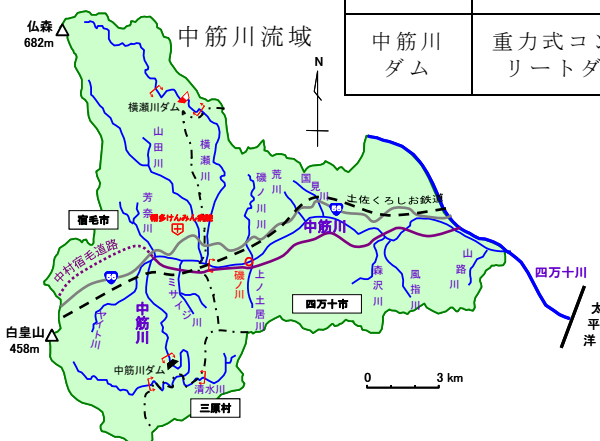 中筋川流域
仏森
682m
N
中筋川
ダム
重力式コン
リートダ
横瀬川ダム
山田川
横瀬川
芳奈川
宿毛市
幡多けんみん病院
磯ノ川川
荒川
国見川
土佐くろしお鉄道
中筋川
中村宿毛道路
56
56
磯ノ川
上ノ土居川
森沢川
風指川
山路川
四万十川
四万十市
太平洋
白皇山
458m
ヤイト川
中筋川
ミサトジ川
中筋川ダム
清水川
三原村
0
3 km